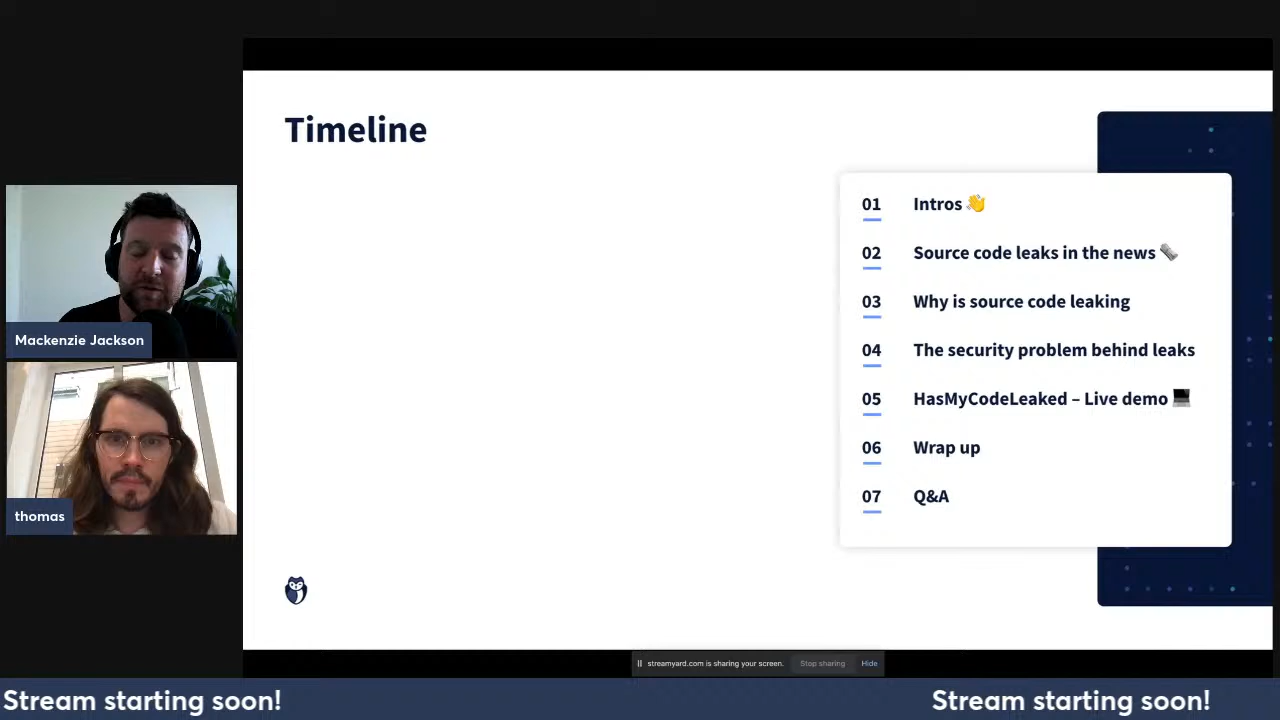 Timeline
01 Intros 👋
02 Source code leaks in the news 🗞️
03 Why is source code leaking
04 The security problem behind leaks
05 HasMyCodeLeaked – Live demo 💻
06 Wrap up
07 Q&A
Mackenzie Jackson
thomas
streamyard.com is sharing your screen. Stop sharing Hide
Stream starting soon! Stream starting soon!